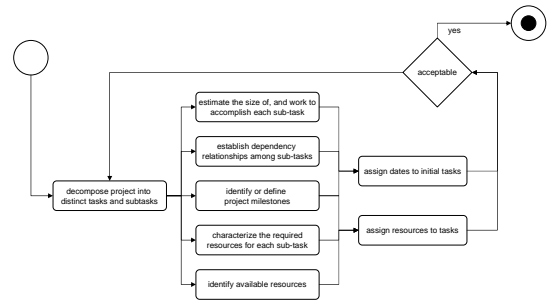 yes
acceptable
estimate the size of, and work to
accomplish each sub-task
establish dependency
relationships among sub-tasks
assign dates to initial tasks
decompose project into
distinct tasks and subtasks
identify or define
project milestones
characterize the required
resources for each sub-task
assign resources to tasks
identify available resources